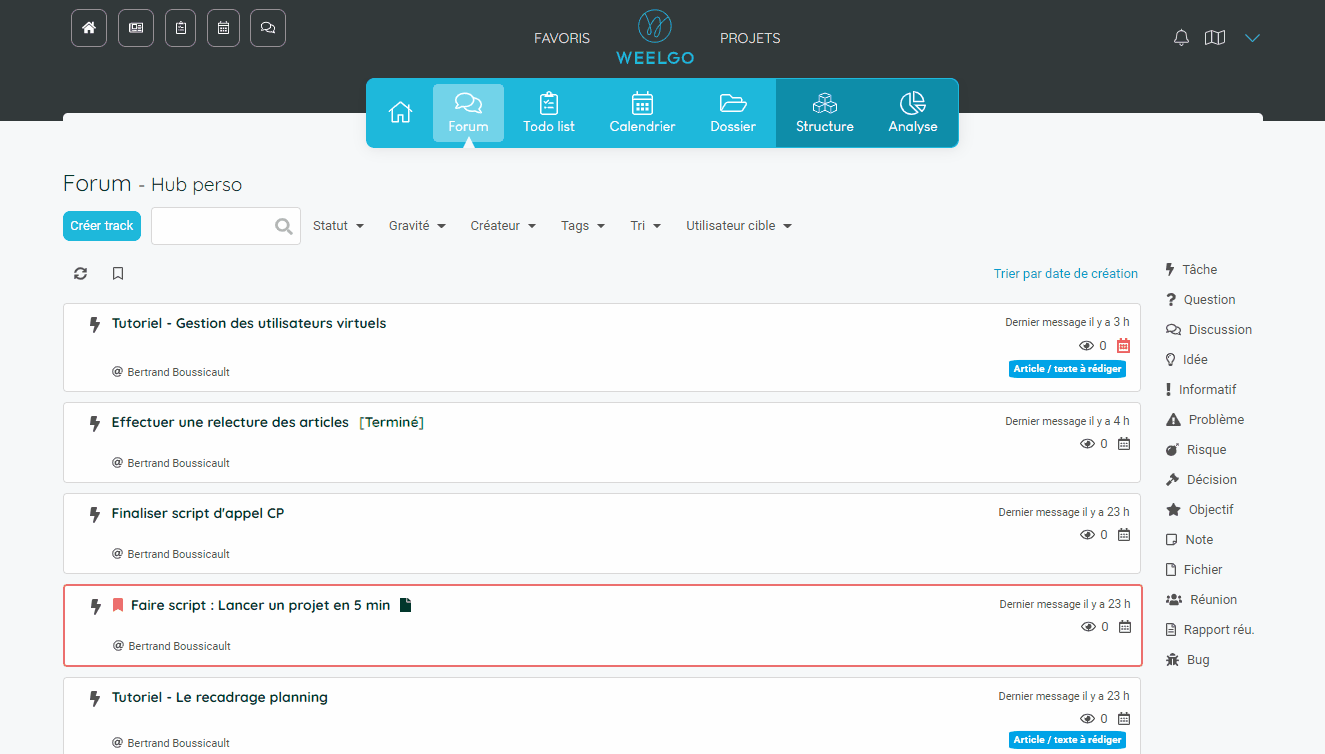 FAVORIS
WEELGO
PROJETS
Forum
Todo list
Calendrier
Dossier
Structure
Analyse
Forum - Hub perso
Créer track
Statut
Gravité
Créateur
Tags
Tri
Utilisateur cible
Trier par date de création
Tutoriel - Gestion des utilisateurs virtuels
Dernier message il y a 3 h
0
Article / texte à rédiger
@ Bertrand Boussicault
Effectuer une relecture des articles [Terminé]
Dernier message il y a 4 h
0
@ Bertrand Boussicault
Finaliser script d'appel CP
Dernier message il y a 23 h
0
@ Bertrand Boussicault
Faire script : Lancer un projet en 5 min
Dernier message il y a 23 h
0
@ Bertrand Boussicault
Tutoriel - Le recadrage planning
Dernier message il y a 23 h
0
Article / texte à rédiger
@ Bertrand Boussicault
Tâche
Question
Discussion
Idée
Informatif
Problème
Risque
Décision
Objectif
Note
Fichier
Réunion
Rapport réu.
Bug